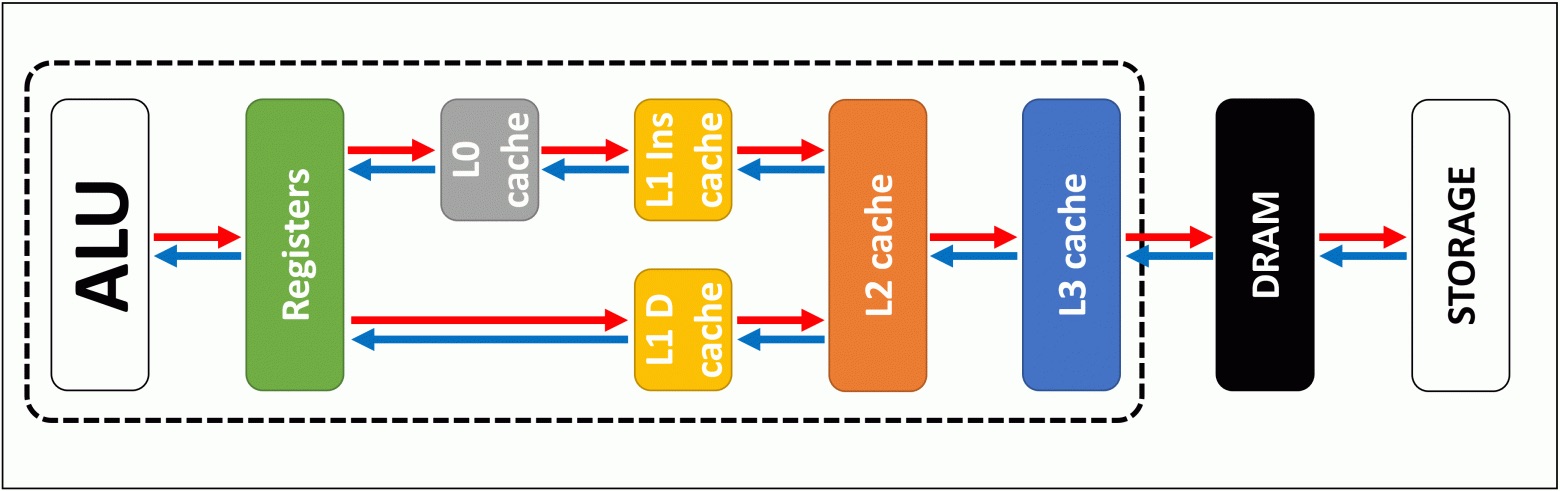 ALU
Registers
L0
cache
L1 Ins
cache
L1 D
cache
L2 cache
L3 cache
DRAM
STORAGE